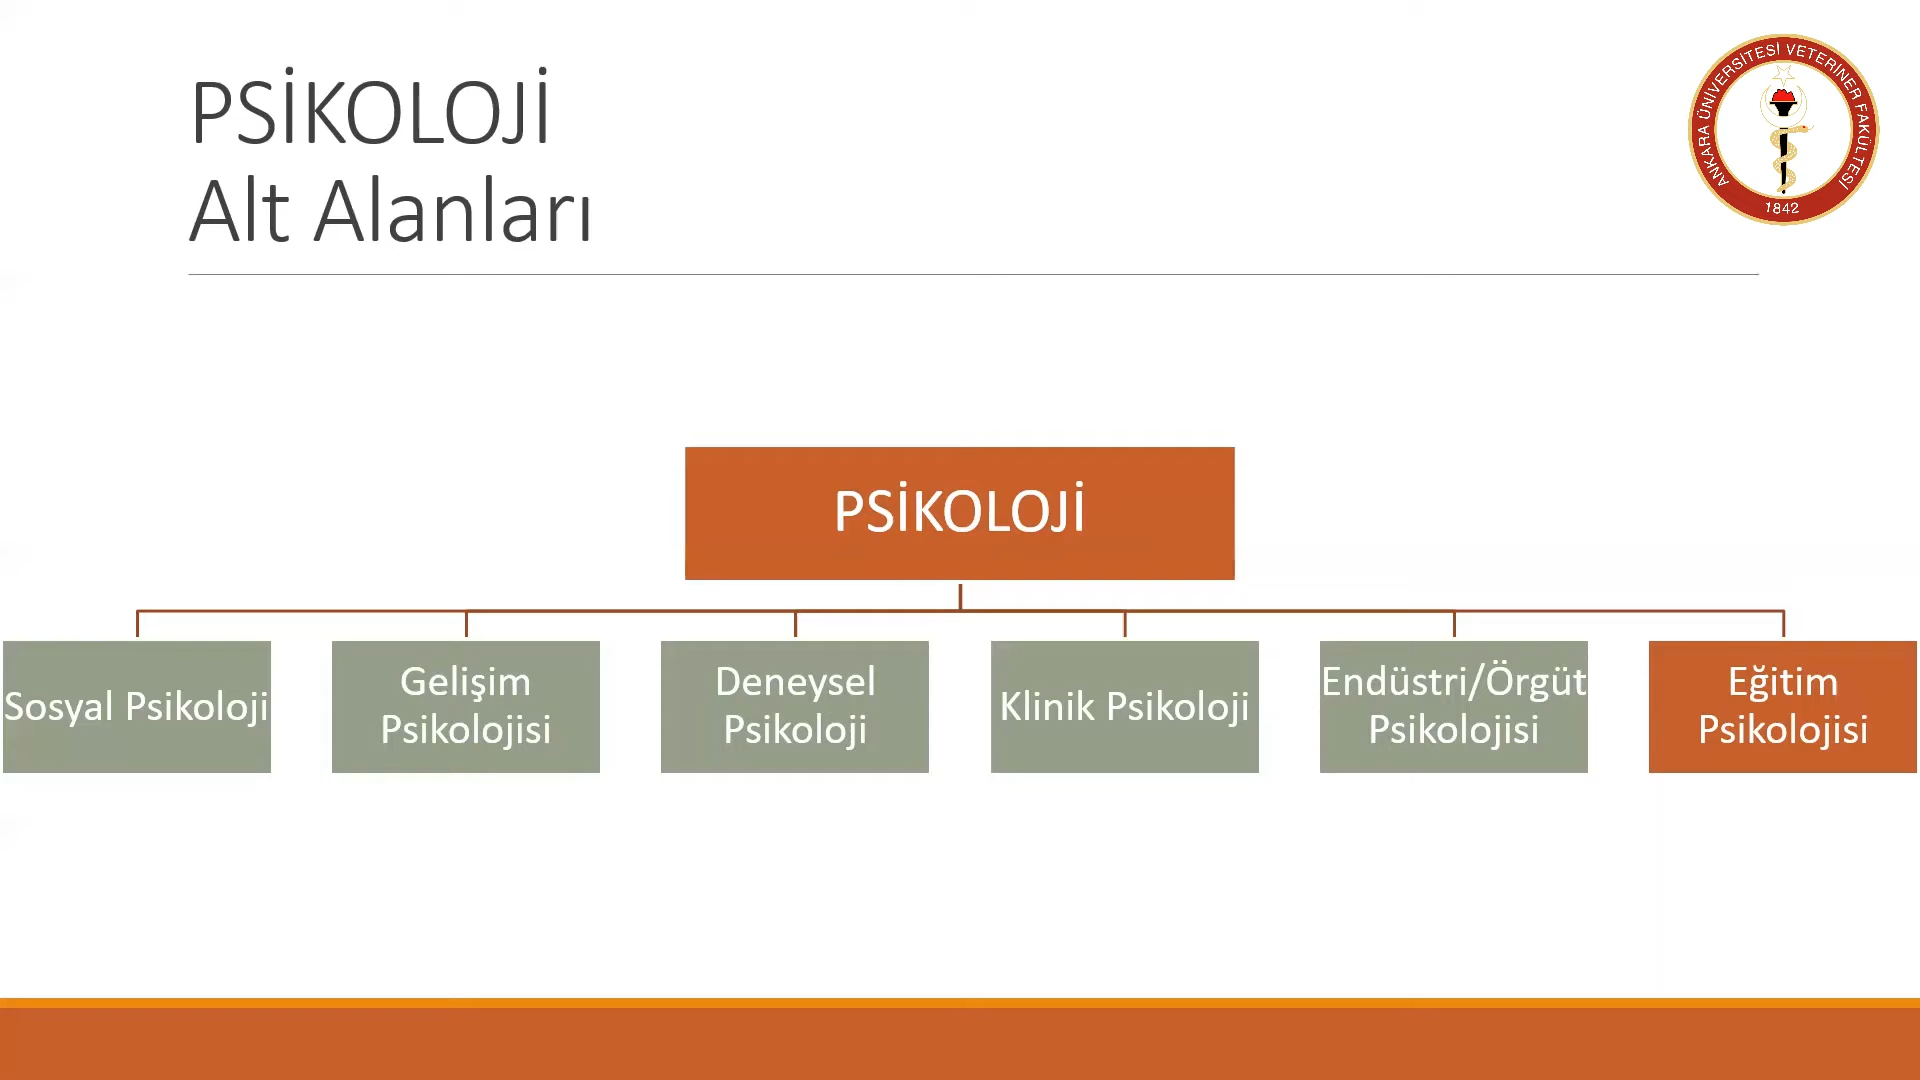 PSİKOLOJİ
Alt Alanları
ANKARA ÜNİVERSİTESİ VETERİNER FAKÜLTESİ
1842
PSİKOLOJİ
Sosyal Psikoloji
Gelişim
Psikolojisi
Deneysel
Psikoloji
Klinik Psikoloji
Endüstri/Örgüt
Psikolojisi
Eğitim
Psikolojisi